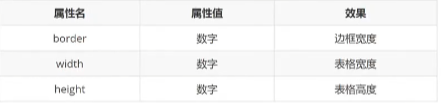 属性名 属性值 效果
border 数字 边框宽度
width 数字 表格宽度
height 数字 表格高度